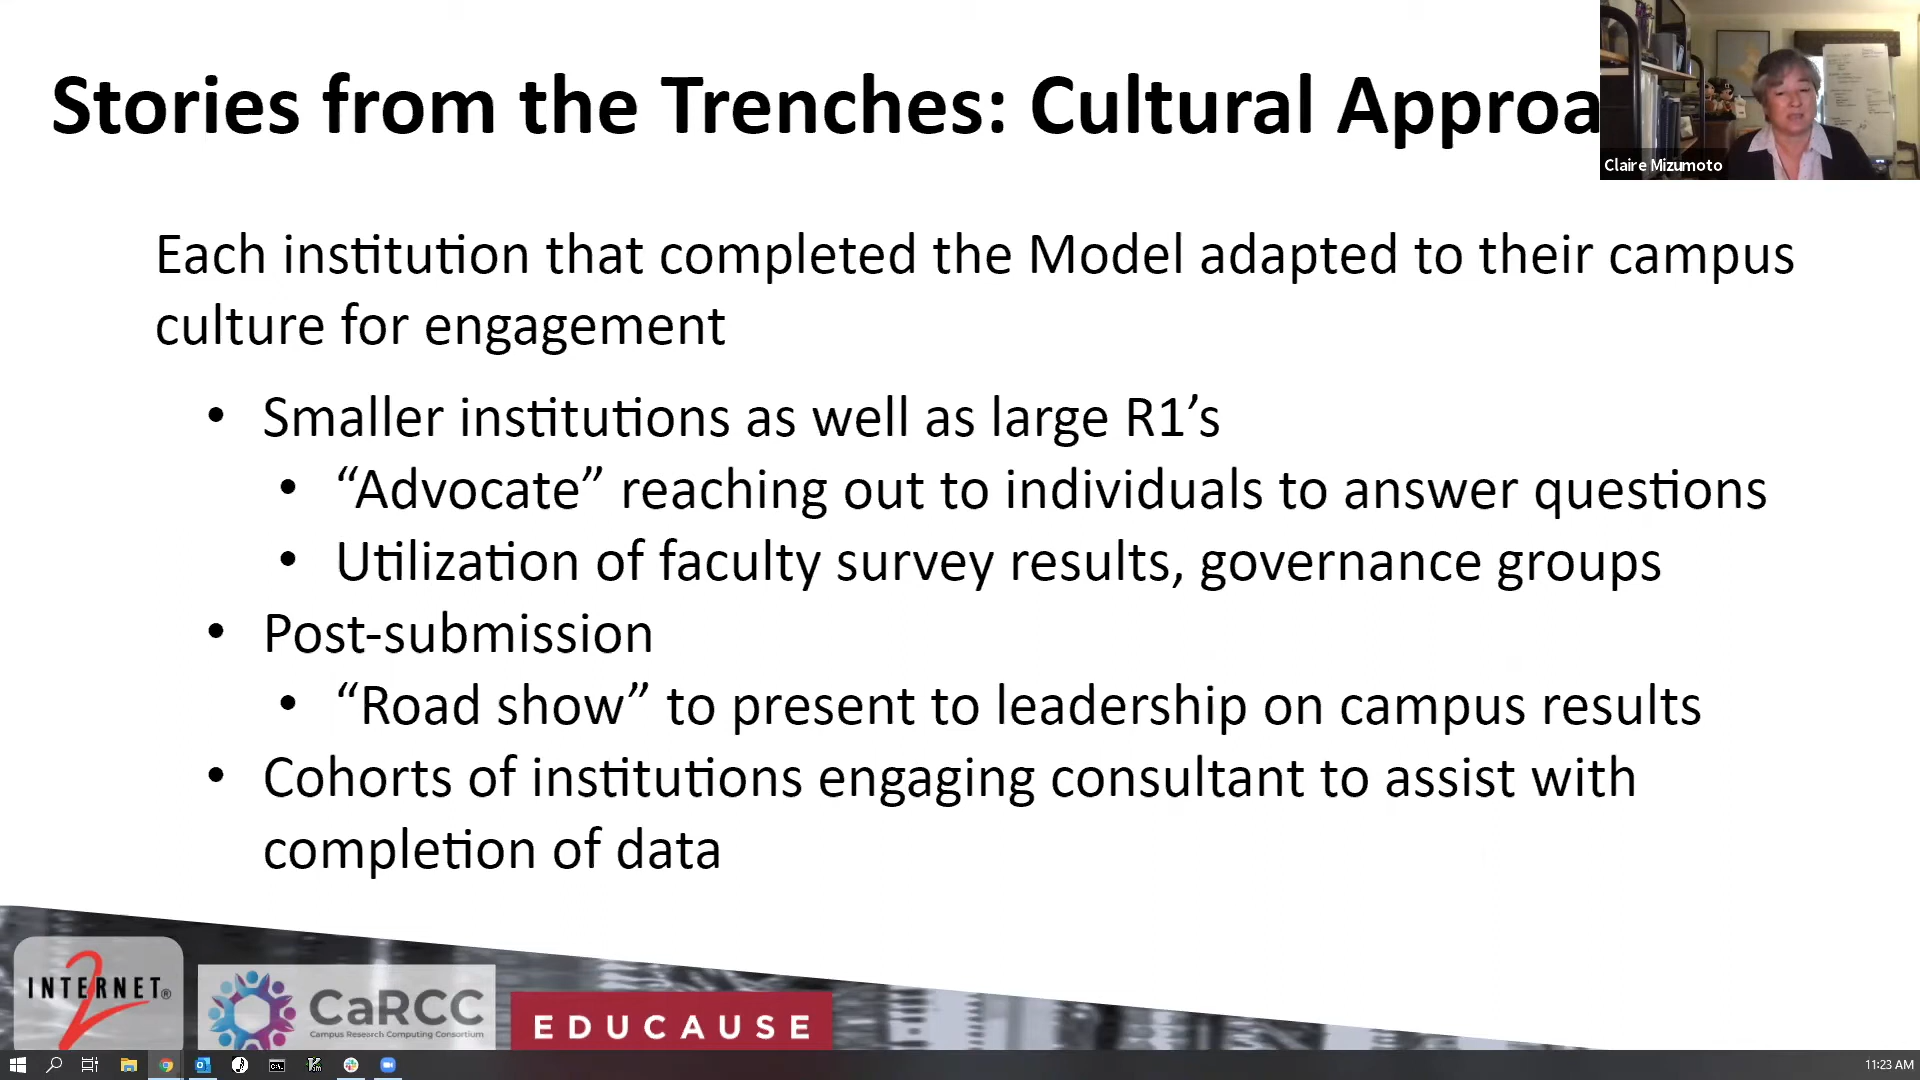 Stories from the Trenches: Cultural Approa
Claire Mizumoto
Each institution that completed the Model adapted to their campus
culture for engagement
• Smaller institutions as well as large R1’s
• “Advocate” reaching out to individuals to answer questions
• Utilization of faculty survey results, governance groups
• Post-submission
• “Road show” to present to leadership on campus results
• Cohorts of institutions engaging consultant to assist with
completion of data
INTERNET®
2
CaRCC
Campus Research Computing Consortium
EDUCAUSE
11:23 AM